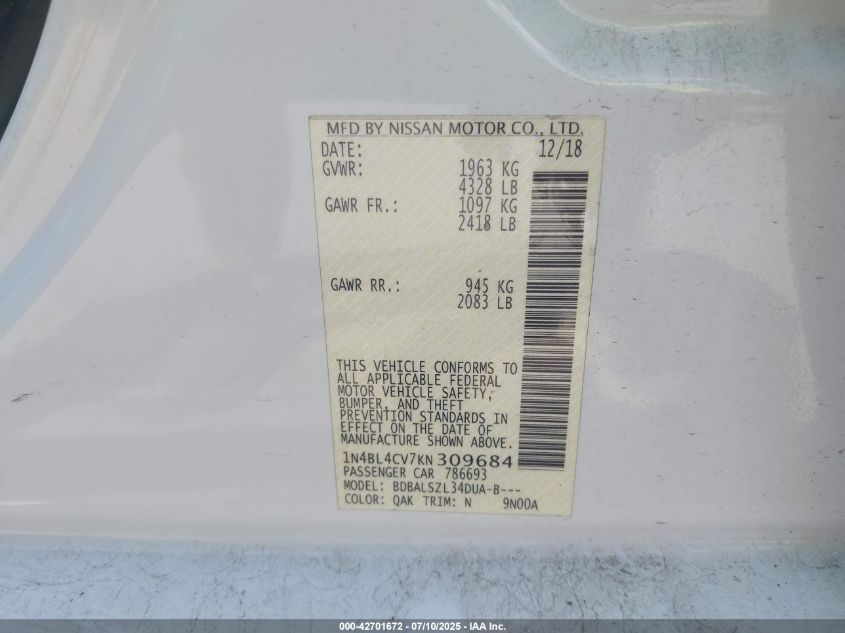 MFD BY NISSAN MOTOR CO., LTD.
DATE: 12/18
GVWR: 1963 KG
4328 LB
GAWR FR.: 1097 KG
2418 LB
GAWR RR.: 945 KG
2083 LB
THIS VEHICLE CONFORMS TO
ALL APPLICABLE FEDERAL
MOTOR VEHICLE SAFETY,
BUMPER, AND THEFT
PREVENTION STANDARDS IN
EFFECT ON THE DATE OF
MANUFACTURE SHOWN ABOVE.
1N4BL4CV7KN309684
PASSENGER CAR 786693
MODEL: BDBALSZL34DUA-B---
COLOR: QAK TRIM: N 9N00A
000-42701672 - 07/10/2025 - IAA Inc.